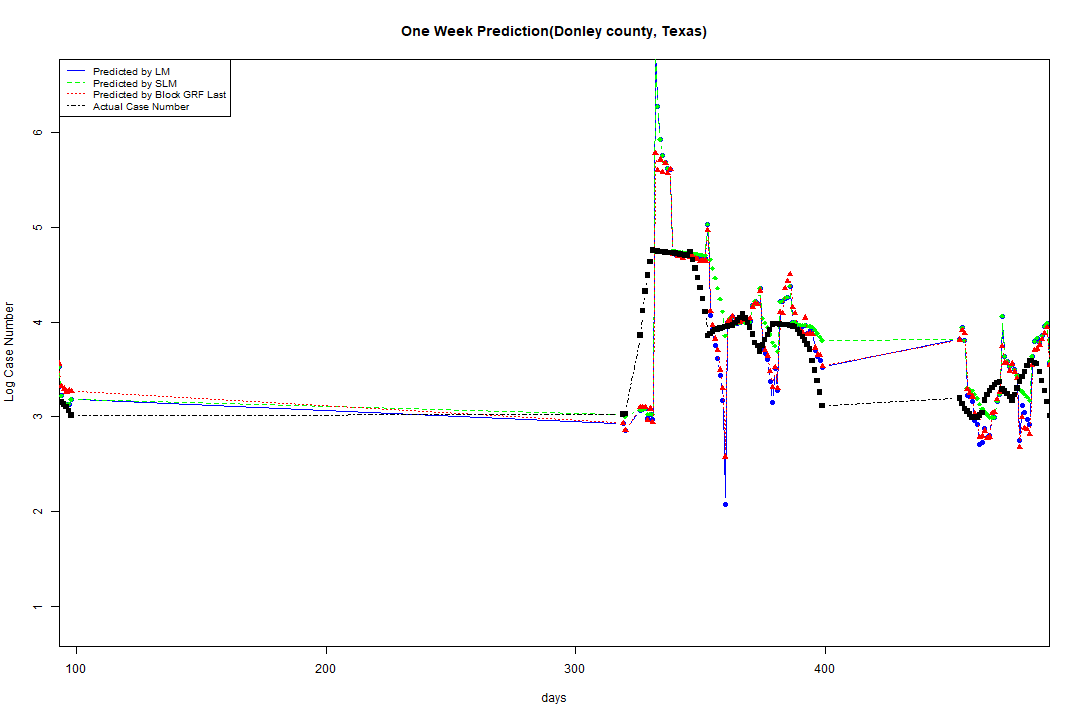 One Week Prediction(Donley county, Texas)
Predicted by LM
Predicted by SLM
Predicted by Block GRF Last
Actual Case Number
6
5
4
3
2
1
Log Case Number
100 200 300 400
days